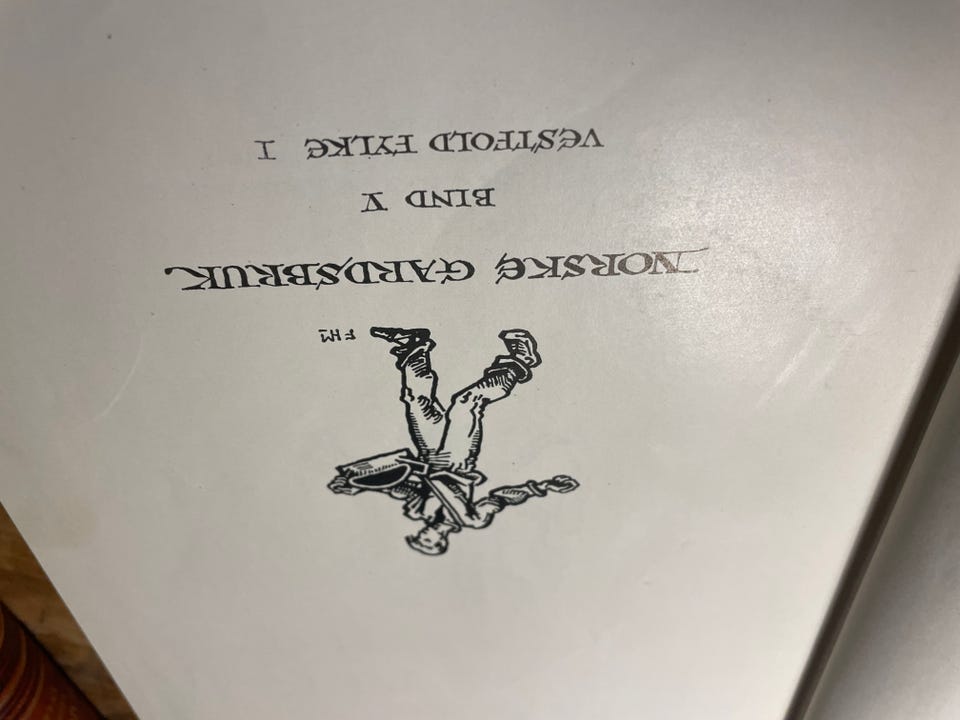 FHM
NORSKE GARDSBRUK
BIND V
VESTFOLD FYLKE I